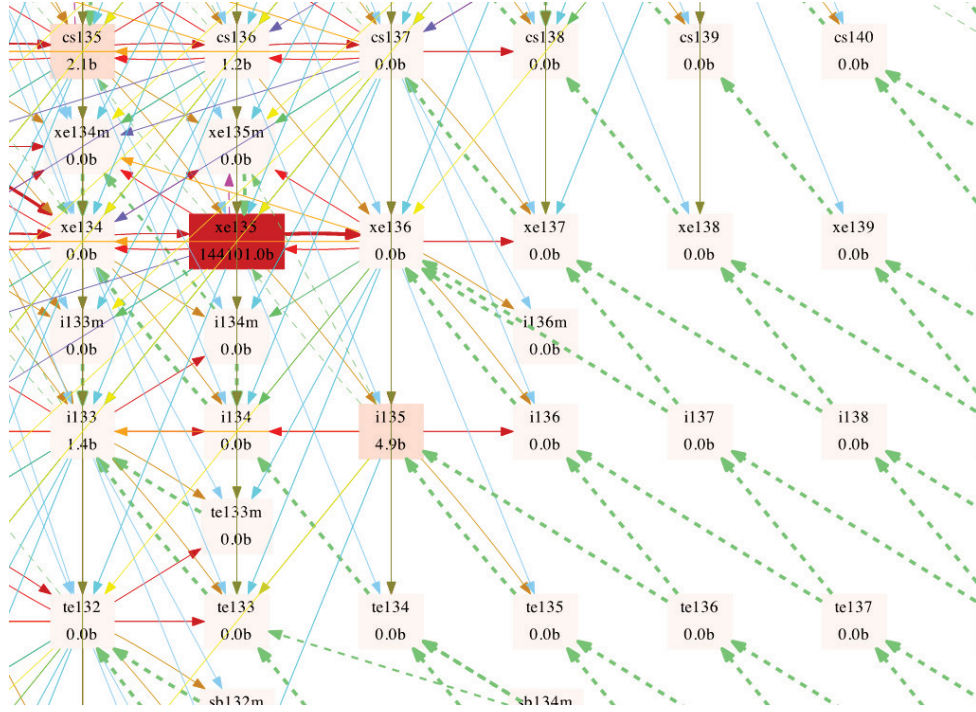 cs135 cs136 cs137 cs138 cs139 cs140
2.1b 1.2b 0.0b 0.0b 0.0b 0.0b
xe134m xe135m
0.0b 0.0b
xe134 xe135 xe136 xe137 xe138 xe139
0.0b 144101.0b 0.0b 0.0b 0.0b 0.0b
i133m i134m i136m
0.0b 0.0b 0.0b
i133 i134 i135 i136 i137 i138
1.4b 0.0b 4.9b 0.0b 0.0b 0.0b
te133m
0.0b
te132 te133 te134 te135 te136 te137
0.0b 0.0b 0.0b 0.0b 0.0b 0.0b
sb132m sb134m